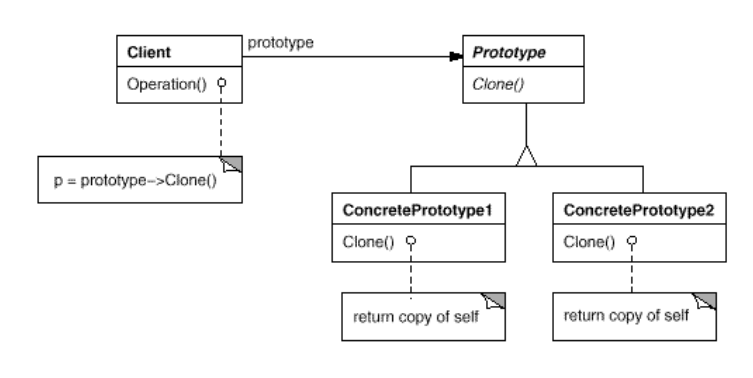 Client
Operation()
prototype
Prototype
Clone()
p = prototype->Clone()
ConcretePrototype1
Clone()
ConcretePrototype2
Clone()
return copy of self
return copy of self